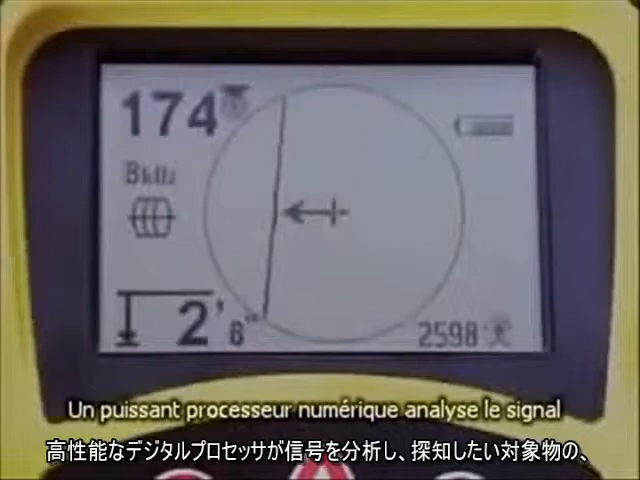 174
8kHz
2' 6"
2598
Un puissant processeur numérique analyse le signal
高性能なデジタルプロセッサが信号を分析し、探知したい対象物の、